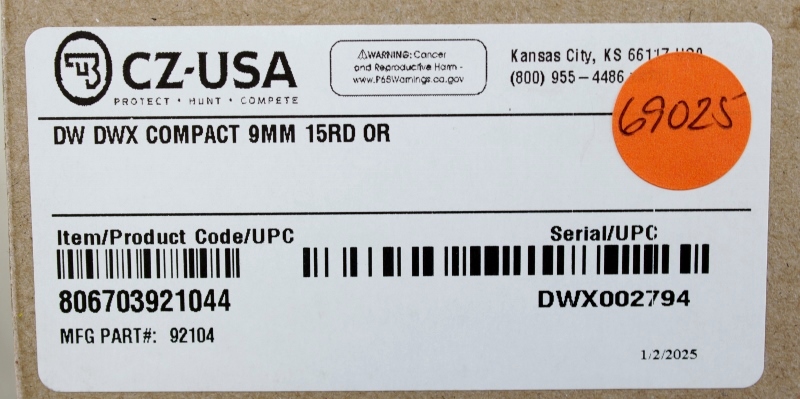 CZ-USA
PROTECT • HUNT • COMPETE
⚠WARNING: Cancer
and Reproductive Harm -
www.P65Warnings.ca.gov
Kansas City, KS 66117 USA
(800) 955-4486
69025
DW DWX COMPACT 9MM 15RD OR
Item/Product Code/UPC
806703921044
MFG PART#: 92104
Serial/UPC
DWX002794
1/2/2025